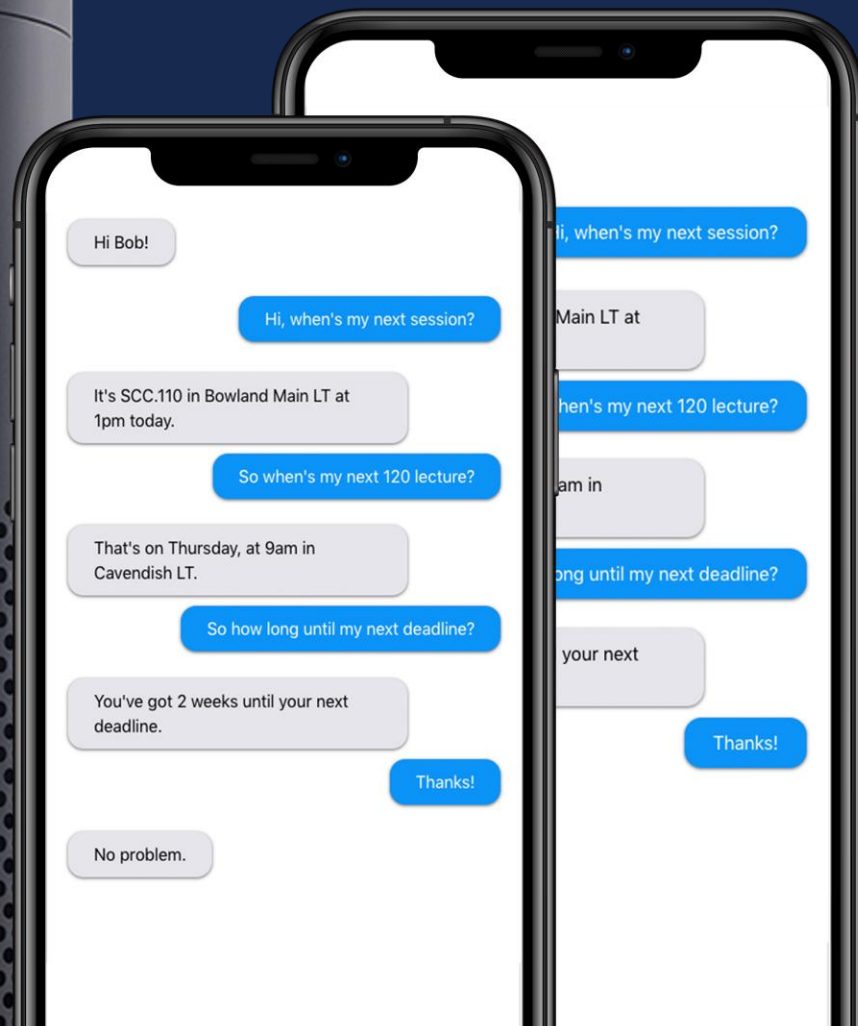 Hi Bob!
Hi, when's my next session?
It's SCC.110 in Bowland Main LT at
1pm today.
So when's my next 120 lecture?
That's on Thursday, at 9am in
Cavendish LT.
So how long until my next deadline?
You've got 2 weeks until your next
deadline.
Thanks!
No problem.
when's my next session?
Main LT at
my next 120 lecture?
am in
until my next deadline?
your next
Thanks!